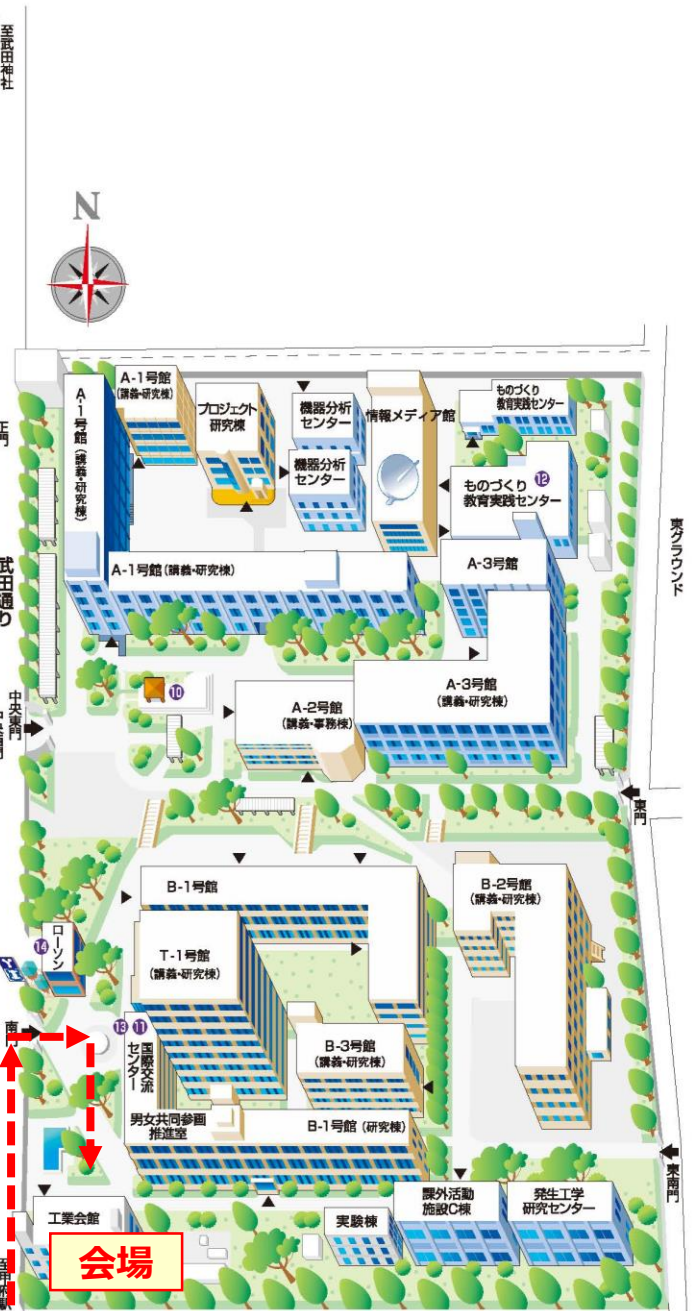 至武田神社
N
A-1号館
(講義・研究棟)
A-1号館(講義・研究棟)
プロジェクト
研究棟
機器分析
センター
情報メディア館
ものづくり
教育実践センター
機器分析
センター
ものづくり
教育実践センター
⑫
正門
東グラウンド
武田通り
A-1号館(講義・研究棟)
A-3号館
⑩
A-2号館
(講義・事務棟)
A-3号館
(講義・研究棟)
中央東門
東門
B-1号館
B-2号館
(講義・研究棟)
T-1号館
(講義・研究棟)
ローソン
⑭
南門
⑬ ⑪
国際交流
センター
B-3号館
(講義・研究棟)
男女共同参画
推進室
B-1号館(研究棟)
東南門
工業会館
実験棟
課外活動
施設C棟
発生工学
研究センター
会場